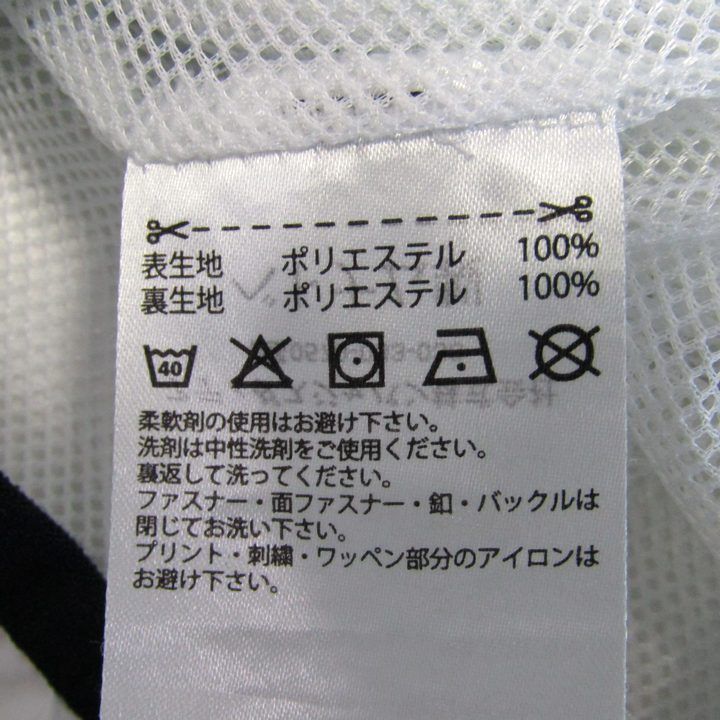 表生地 ポリエステル 100%
裏生地 ポリエステル 100%
40
柔軟剤の使用はお避け下さい。
洗剤は中性洗剤をご使用ください。
裏返して洗ってください。
ファスナー・面ファスナー・釦・バックルは
閉じてお洗い下さい。
プリント・刺繍・ワッペン部分のアイロンは
お避け下さい。